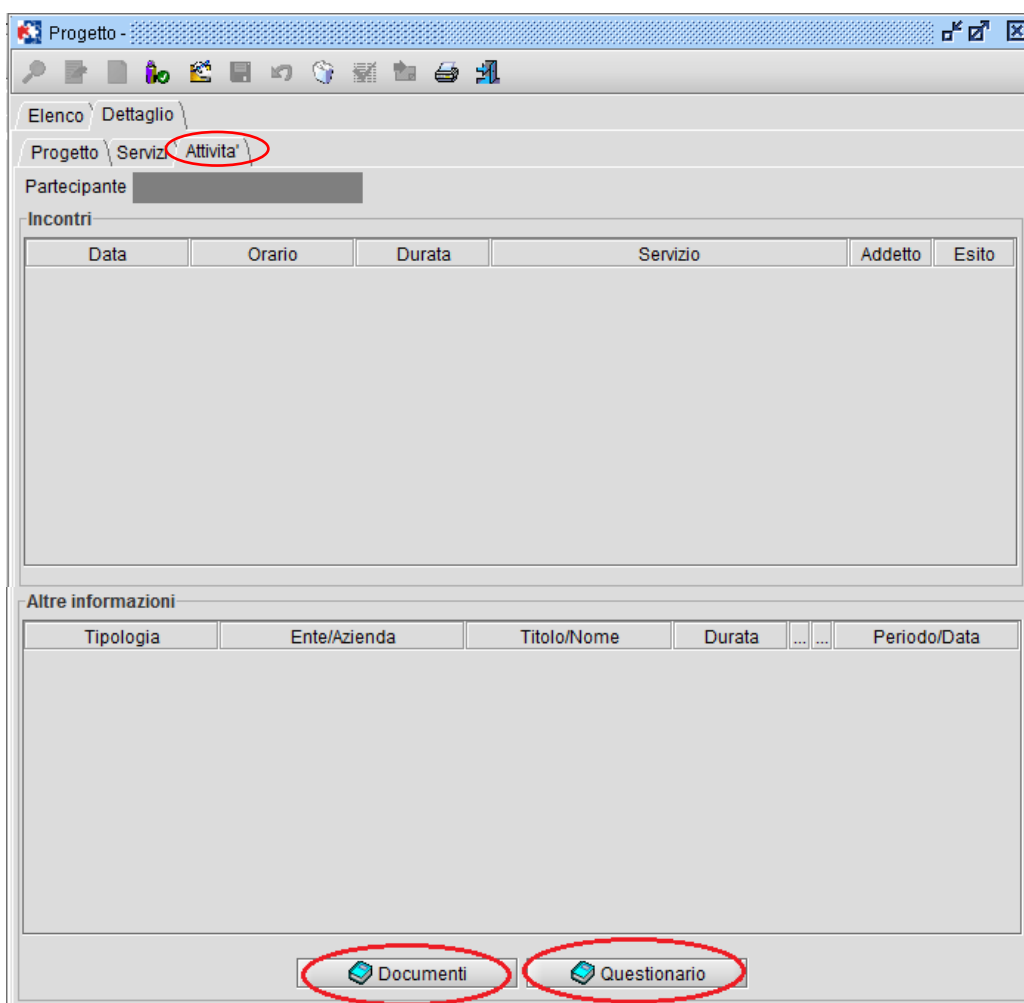 Progetto -
Elenco Dettaglio
Progetto Servizi Attivita'
Partecipante
Incontri
Data Orario Durata Servizio Addetto Esito
Altre informazioni
Tipologia Ente/Azienda Titolo/Nome Durata ... ... Periodo/Data
Documenti Questionario